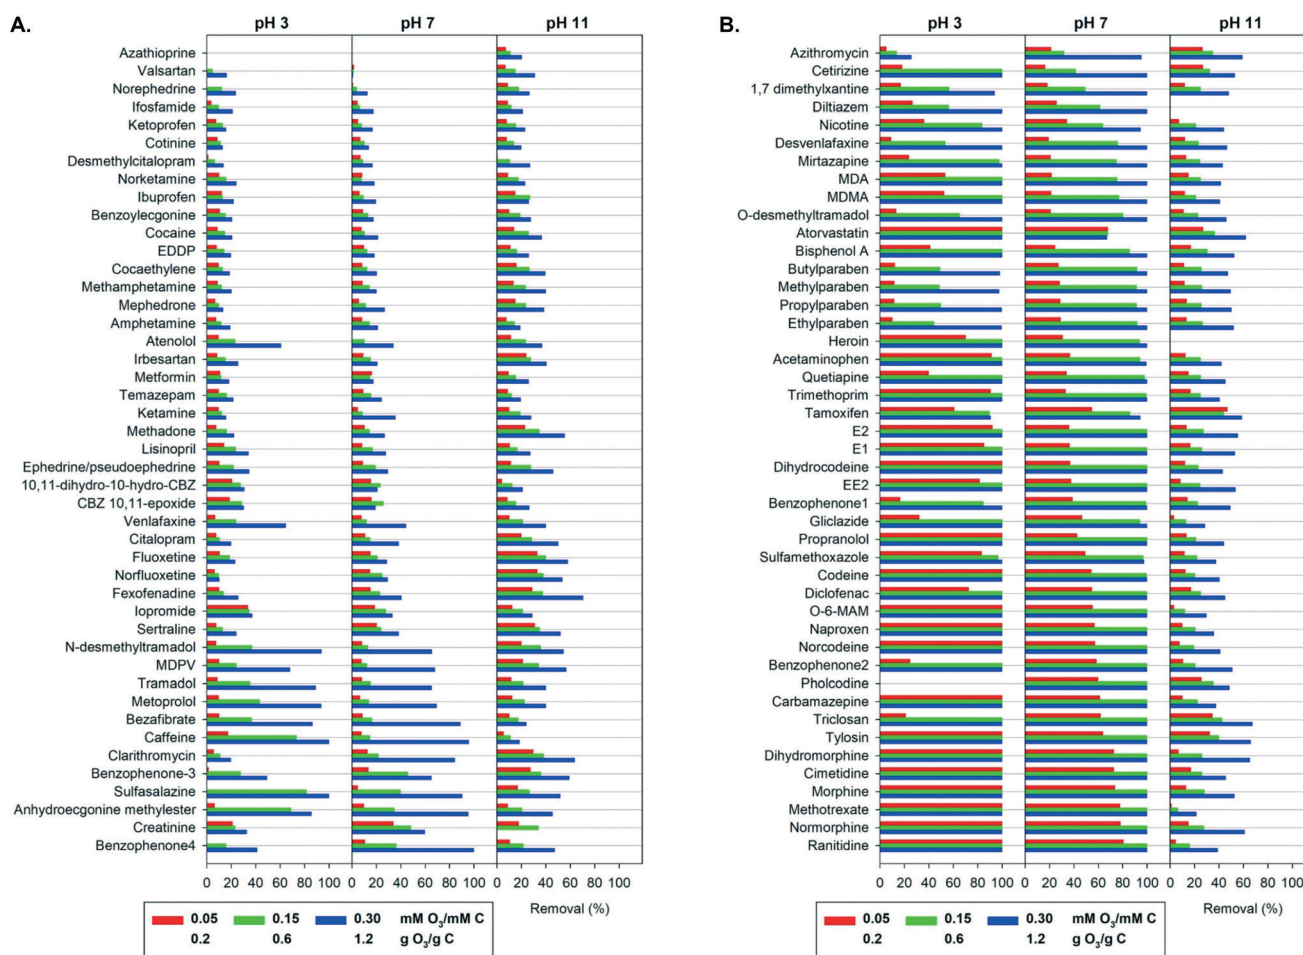 A.
pH 3 pH 7 pH 11
Azathioprine
Valsartan
Norephedrine
Ifosfamide
Ketoprofen
Cotinine
Desmethylcitalopram
Norketamine
Ibuprofen
Benzoylecgonine
Cocaine
EDDP
Cocaethylene
Methamphetamine
Mephedrone
Amphetamine
Atenolol
Irbesartan
Metformin
Temazepam
Ketamine
Methadone
Lisinopril
Ephedrine/pseudoephedrine
10,11-dihydro-10-hydro-CBZ
CBZ 10,11-epoxide
Venlafaxine
Citalopram
Fluoxetine
Norfluoxetine
Fexofenadine
Iopromide
Sertraline
N-desmethyltramadol
MDPV
Tramadol
Metoprolol
Bezafibrate
Caffeine
Clarithromycin
Benzophenone-3
Sulfasalazine
Anhydroecgonine methylester
Creatinine
Benzophenone4
0 20 40 60 80 100 0 20 40 60 80 100 0 20 40 60 80 100
Removal (%)
0.05 0.15 0.30 mM O3/mM C
0.2 0.6 1.2 g O3/g C
B.
pH 3 pH 7 pH 11
Azithromycin
Cetirizine
1,7 dimethylxantine
Diltiazem
Nicotine
Desvenlafaxine
Mirtazapine
MDA
MDMA
O-desmethyltramadol
Atorvastatin
Bisphenol A
Butylparaben
Methylparaben
Propylparaben
Ethylparaben
Heroin
Acetaminophen
Quetiapine
Trimethoprim
Tamoxifen
E2
E1
Dihydrocodeine
EE2
Benzophenone1
Gliclazide
Propranolol
Sulfamethoxazole
Codeine
Diclofenac
O-6-MAM
Naproxen
Norcodeine
Benzophenone2
Pholcodine
Carbamazepine
Triclosan
Tylosin
Dihydromorphine
Cimetidine
Morphine
Methotrexate
Normorphine
Ranitidine
0 20 40 60 80 100 0 20 40 60 80 100 0 20 40 60 80 100
Removal (%)
0.05 0.15 0.30 mM O3/mM C
0.2 0.6 1.2 g O3/g C